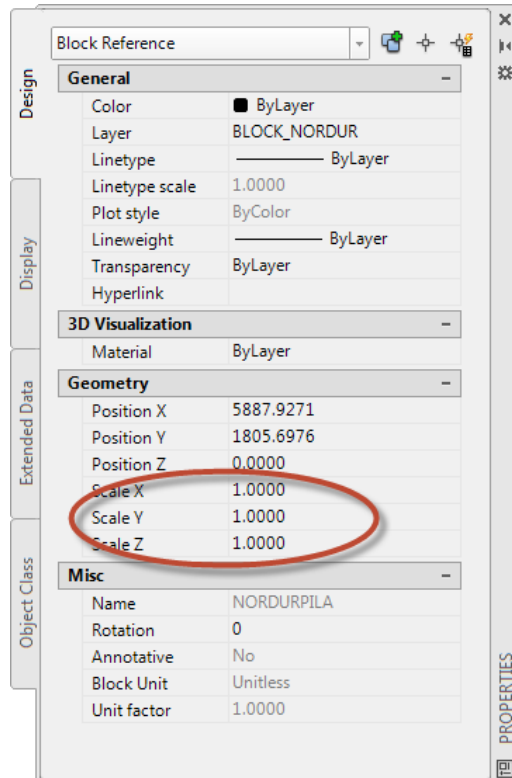 Block Reference
General
Color ByLayer
Layer BLOCK_NORDUR
Linetype ByLayer
Linetype scale 1.0000
Plot style ByColor
Lineweight ByLayer
Transparency ByLayer
Hyperlink
3D Visualization
Material ByLayer
Geometry
Position X 5887.9271
Position Y 1805.6976
Position Z 0.0000
Scale X 1.0000
Scale Y 1.0000
Scale Z 1.0000
Misc
Name NORDURPILA
Rotation 0
Annotative No
Block Unit Unitless
Unit factor 1.0000
Design
Display
Extended Data
Object Class
PROPERTIES